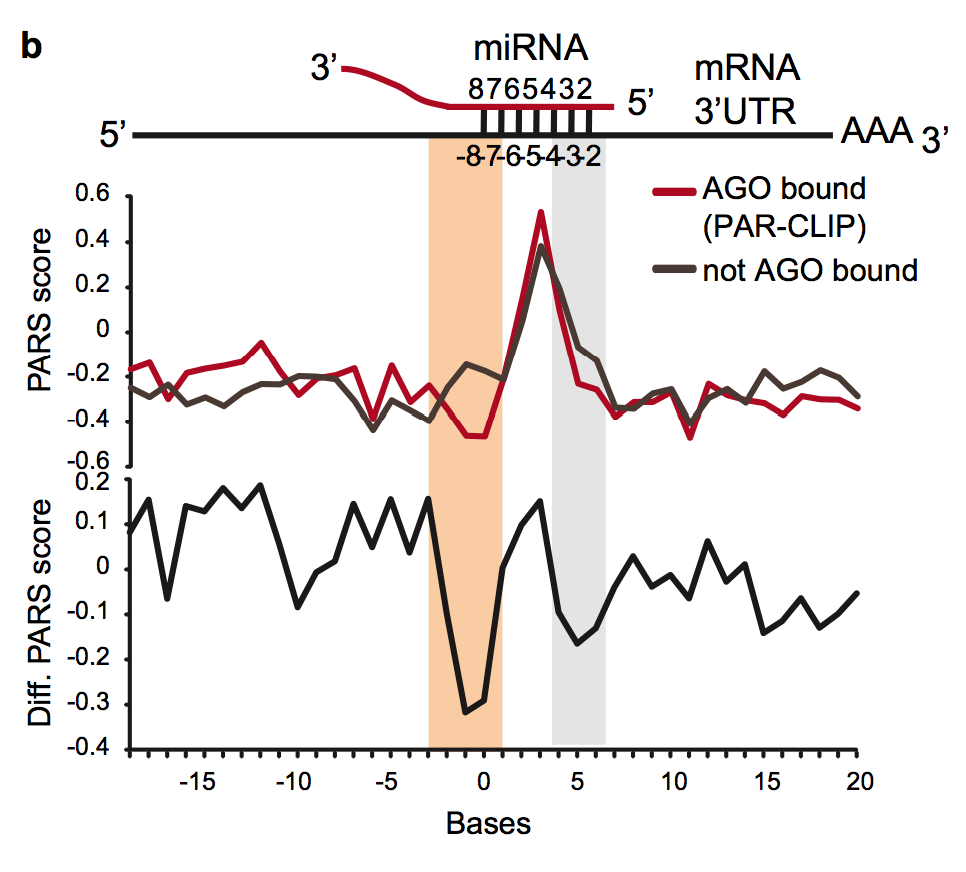 b
miRNA
3’
8765432
5’
mRNA
3’UTR
5’
AAA 3’
-8-7-6-5-4-3-2
AGO bound
(PAR-CLIP)
not AGO bound
PARS score
0.6
0.4
0.2
0
-0.2
-0.4
-0.6
Diff. PARS score
0.2
0.1
0
-0.1
-0.2
-0.3
-0.4
-15 -10 -5 0 5 10 15 20
Bases